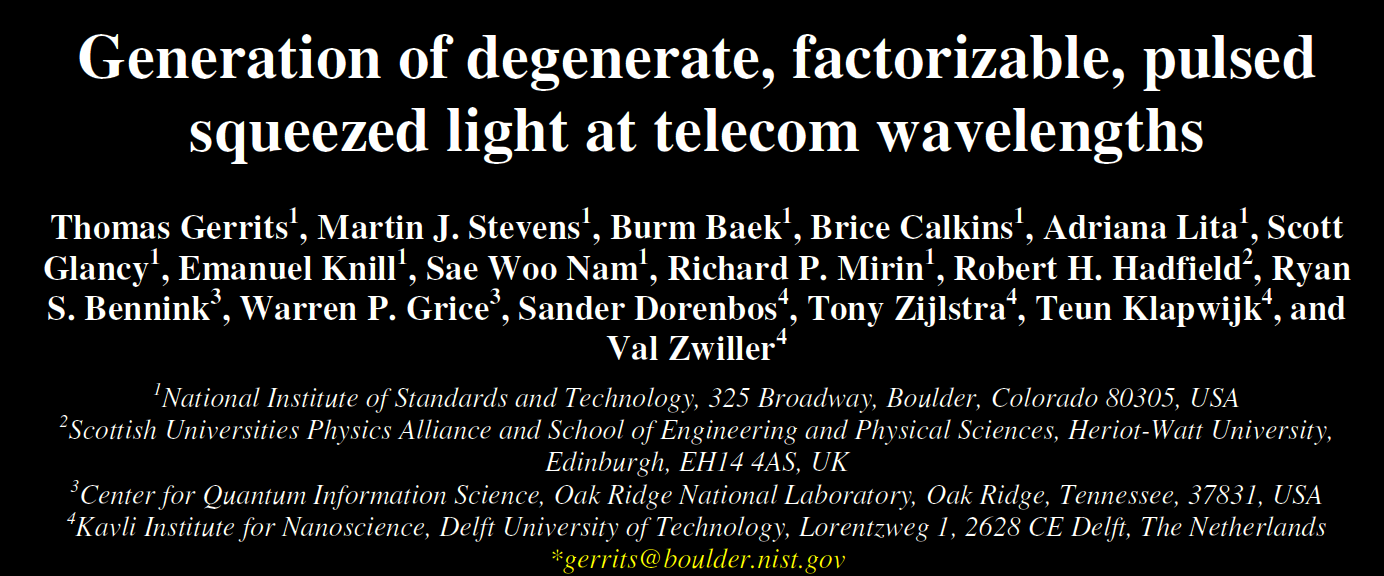 Generation of degenerate, factorizable, pulsed
squeezed light at telecom wavelengths
Thomas Gerrits1, Martin J. Stevens1, Burm Baek1, Brice Calkins1, Adriana Lita1, Scott
Glancy1, Emanuel Knill1, Sae Woo Nam1, Richard P. Mirin1, Robert H. Hadfield2, Ryan
S. Bennink3, Warren P. Grice3, Sander Dorenbos4, Tony Zijlstra4, Teun Klapwijk4, and
Val Zwiller4
1National Institute of Standards and Technology, 325 Broadway, Boulder, Colorado 80305, USA
2Scottish Universities Physics Alliance and School of Engineering and Physical Sciences, Heriot-Watt University,
Edinburgh, EH14 4AS, UK
3Center for Quantum Information Science, Oak Ridge National Laboratory, Oak Ridge, Tennessee, 37831, USA
4Kavli Institute for Nanoscience, Delft University of Technology, Lorentzweg 1, 2628 CE Delft, The Netherlands
*gerrits@boulder.nist.gov